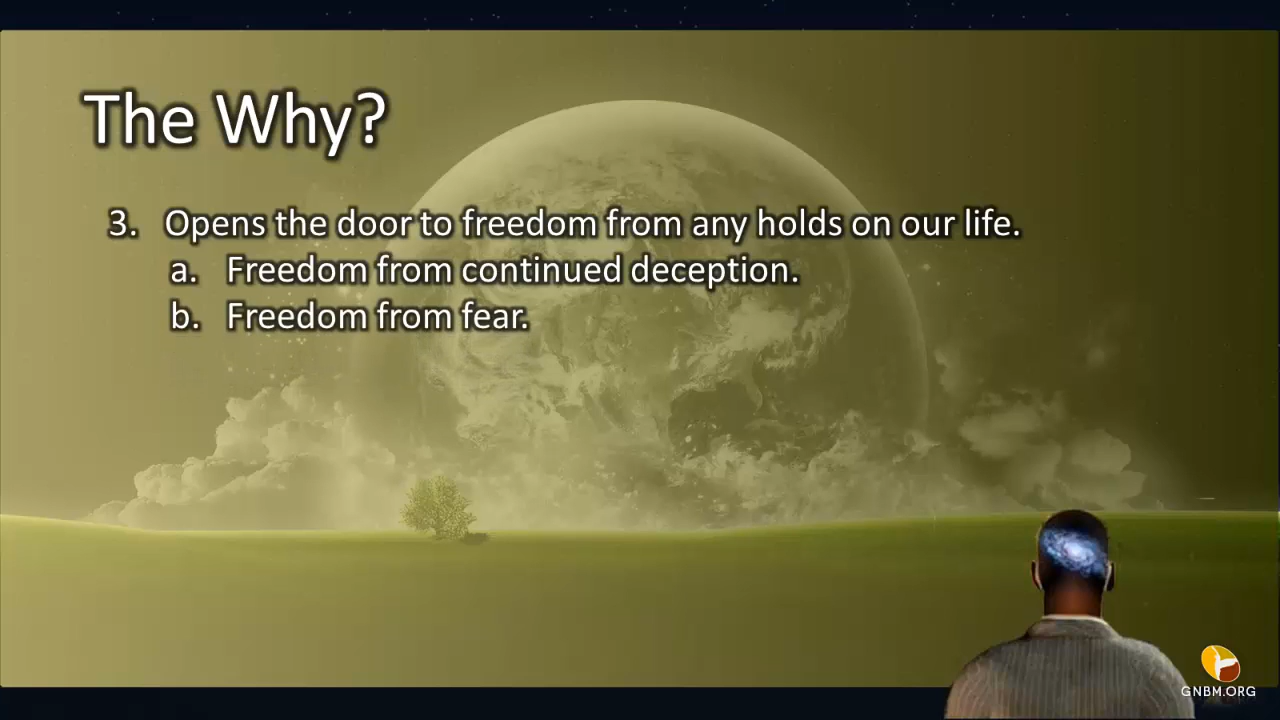 The Why?
3. Opens the door to freedom from any holds on our life.
a. Freedom from continued deception.
b. Freedom from fear.
GNBM.ORG